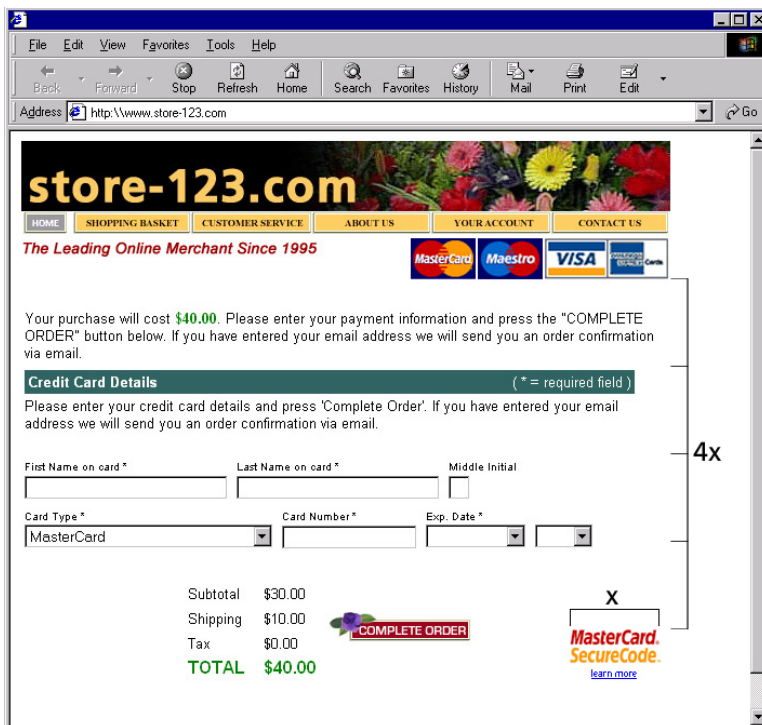 File Edit View Favorites Tools Help
Back Forward Stop Refresh Home Search Favorites History Mail Print Edit
Address http:\\www.store-123.com Go
store-123.com
HOME SHOPPING BASKET CUSTOMER SERVICE ABOUT US YOUR ACCOUNT CONTACT US
The Leading Online Merchant Since 1995
MasterCard Maestro VISA Cards
Your purchase will cost $40.00. Please enter your payment information and press the "COMPLETE
ORDER" button below. If you have entered your email address we will send you an order confirmation
via email.
Credit Card Details ( * = required field )
Please enter your credit card details and press 'Complete Order'. If you have entered your email
address we will send you an order confirmation via email.
4x
First Name on card * Last Name on card * Middle Initial
Card Type * Card Number * Exp. Date *
MasterCard
Subtotal $30.00
x
Shipping $10.00
COMPLETE ORDER
Tax $0.00
TOTAL $40.00
MasterCard.
SecureCode.
learn more